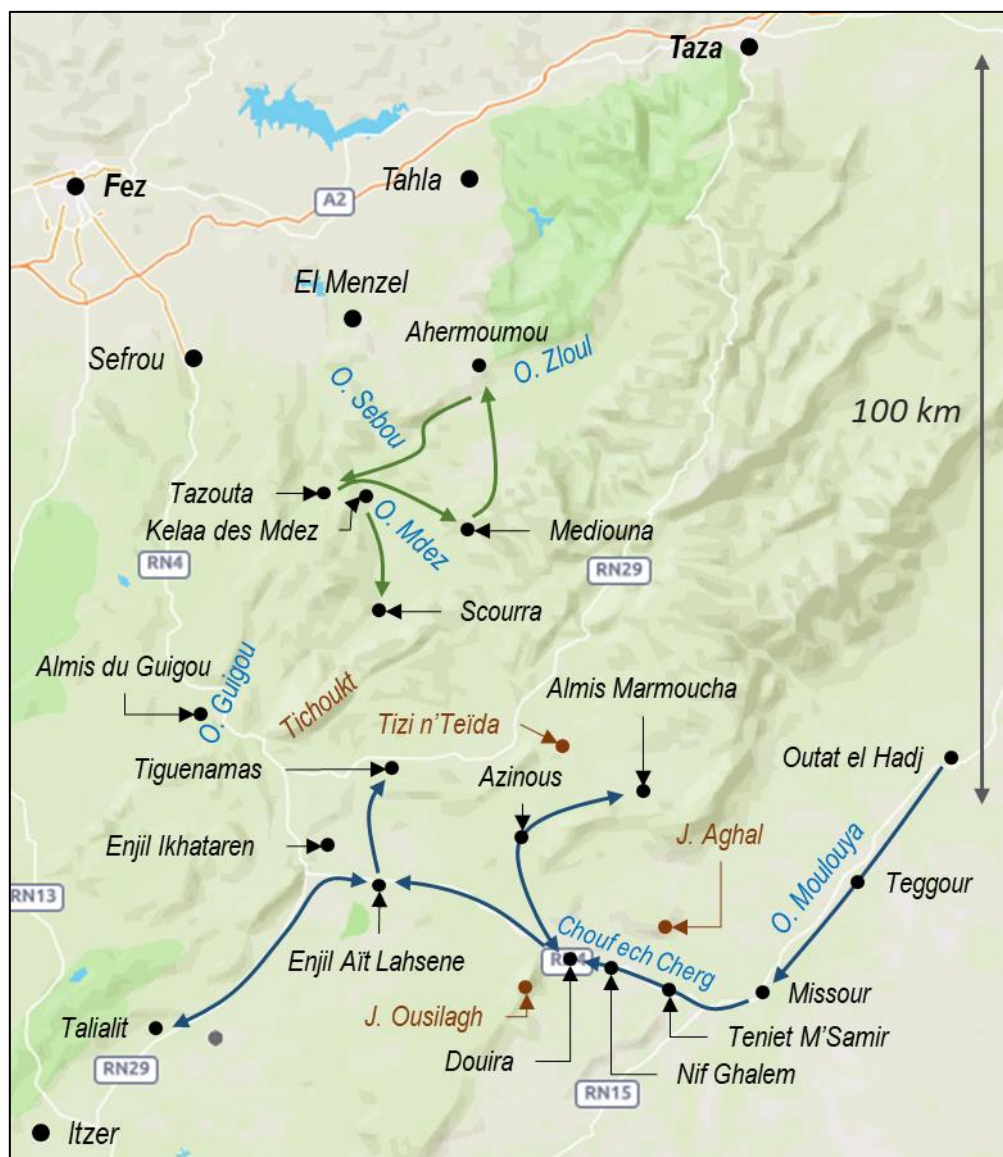 Taza
Fez
A2
Tahla
El Menzel
Ahermoumou
O. Zloul
Sefrou
O. Sebou
100 km
Tazouta
Kelaa des Mdez
O. Mdez
Mediouna
RN4
RN29
Scourra
Almis du Guigou
O. Guigou
Tichoukt
Almis Marmoucha
Tizi n'Teïda
Tiguenamas
Azinous
Outat el Hadj
Enjil Ikhataren
J. Aghal
O. Moulouya
Teggour
RN13
Enjil Aït Lahsene
Chouf ech Cherg
Missour
J. Ousilagh
Talialit
Teniet M'Samir
Douira
Nif Ghalem
RN29
RN15
Itzer